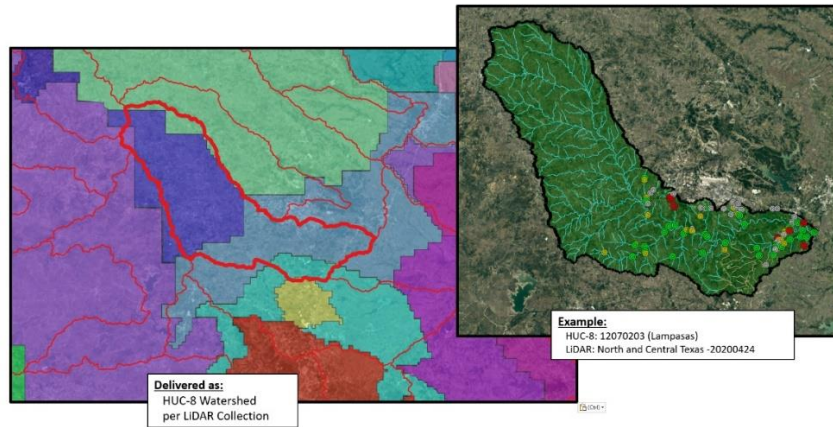 Example:
HUC-8: 12070203 (Lampasas)
LiDAR: North and Central Texas -20200424
Delivered as:
HUC-8 Watershed
per LiDAR Collection
(Ctrl)